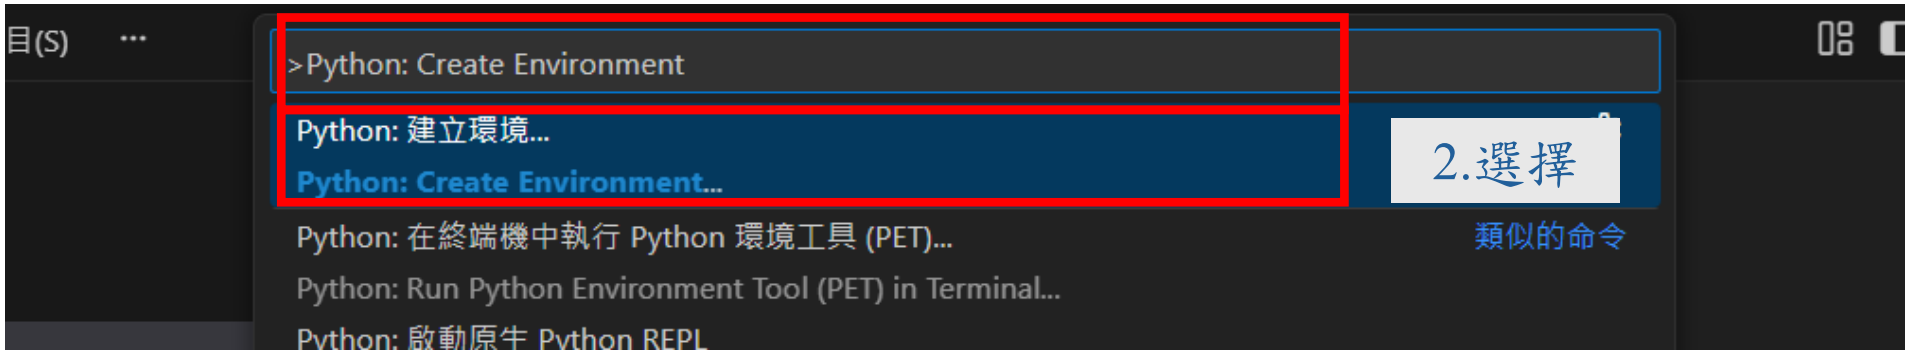 目(S) ...
>Python: Create Environment
Python: 建立環境...
Python: Create Environment...
2.選擇
Python: 在終端機中執行 Python 環境工具 (PET)...
類似的命令
Python: Run Python Environment Tool (PET) in Terminal...
Python: 啟動原生 Python REPL